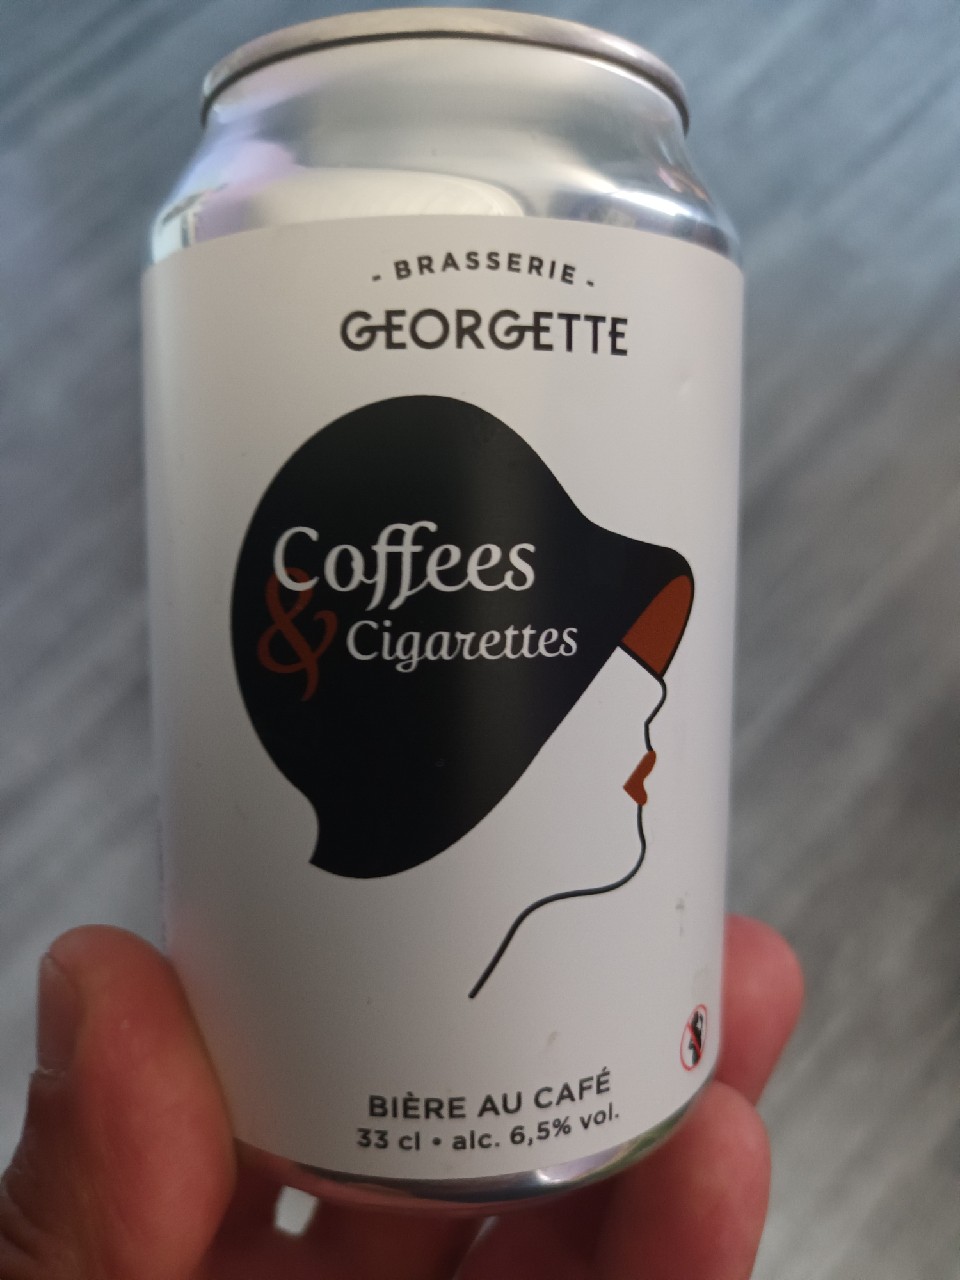 - BRASSERIE -
GEORGETTE
Coffees
& Cigarettes
BIÈRE AU CAFÉ
33 cl • alc. 6,5% vol.